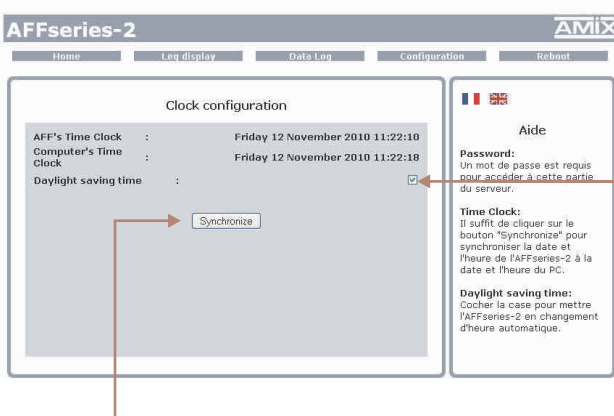 AFFseries-2
AMIX
Home Leq display Data Log Configuration Reboot
Clock configuration
AFF's Time Clock : Friday 12 November 2010 11:22:10
Computer's Time
Clock : Friday 12 November 2010 11:22:18
Daylight saving time :
Synchronize
Aide
Password:
Un mot de passe est requis
pour accéder à cette partie
du serveur.
Time Clock:
Il suffit de cliquer sur le
bouton "Synchronize" pour
synchroniser la date et
l'heure de l'AFFseries-2 à la
date et l'heure du PC.
Daylight saving time:
Cocher la case pour mettre
l'AFFseries-2 en changement
d'heure automatique.